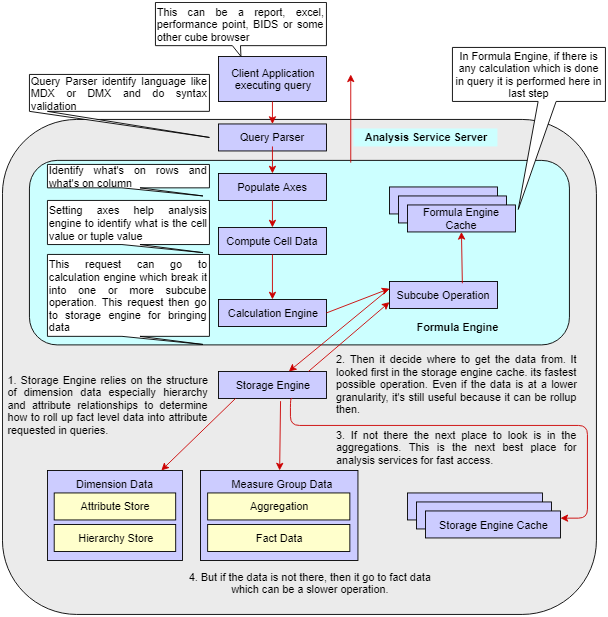 This can be a report, excel,
performance point, BIDS or some
other cube browser
Client Application
executing query
In Formula Engine, if there is
any calculation which is done
in query it is performed here in
last step
Query Parser identify language like
MDX or DMX and do syntax
validation
Query Parser
Analysis Service Server
Identify what's on rows and
what's on column
Populate Axes
Setting axes help analysis
engine to identify what is the cell
value or tuple value
Compute Cell Data
Formula Engine
Cache
This request can go to
calculation engine which break it
into one or more subcube
operation. This request then go
to storage engine for bringing
data
Calculation Engine
Subcube Operation
Formula Engine
1. Storage Engine relies on the structure
of dimension data especially hierarchy
and attribute relationships to determine
how to roll up fact level data into attribute
requested in queries.
Storage Engine
2. Then it decide where to get the data from. It
looked first in the storage engine cache. its fastest
possible operation. Even if the data is at a lower
granularity, it's still useful because it can be rollup
then.
3. If not there the next place to look is in the
aggregations. This is the next best place for
analysis services for fast access.
Dimension Data
Attribute Store
Hierarchy Store
Measure Group Data
Aggregation
Fact Data
Storage Engine Cache
4. But if the data is not there, then it go to fact data
which can be a slower operation.